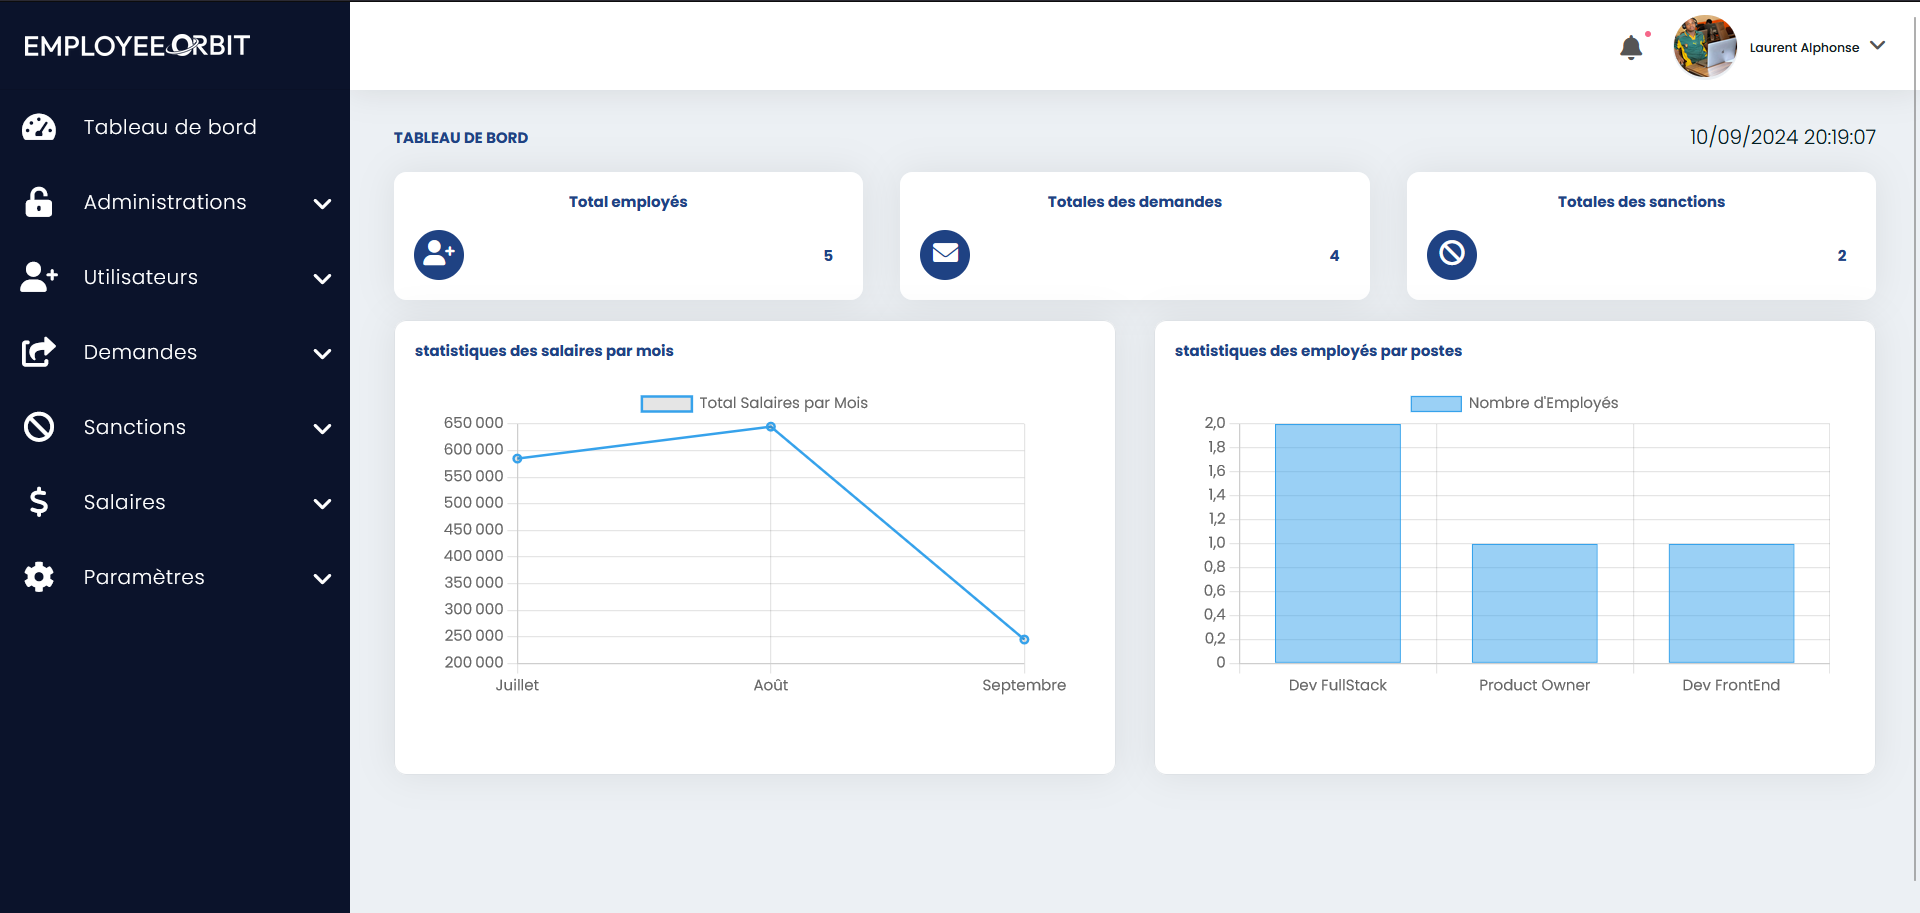 EMPLOYEE ORBIT
Laurent Alphonse
Tableau de bord
Administrations
Utilisateurs
Demandes
Sanctions
Salaires
Paramètres
TABLEAU DE BORD
10/09/2024 20:19:07
Total employés
5
Totales des demandes
4
Totales des sanctions
2
statistiques des salaires par mois
Total Salaires par Mois
650 000
600 000
550 000
500 000
450 000
400 000
350 000
300 000
250 000
200 000
Juillet
Août
Septembre
statistiques des employés par postes
Nombre d'Employés
2,0
1,8
1,6
1,4
1,2
1,0
0,8
0,6
0,4
0,2
0
Dev FullStack
Product Owner
Dev FrontEnd